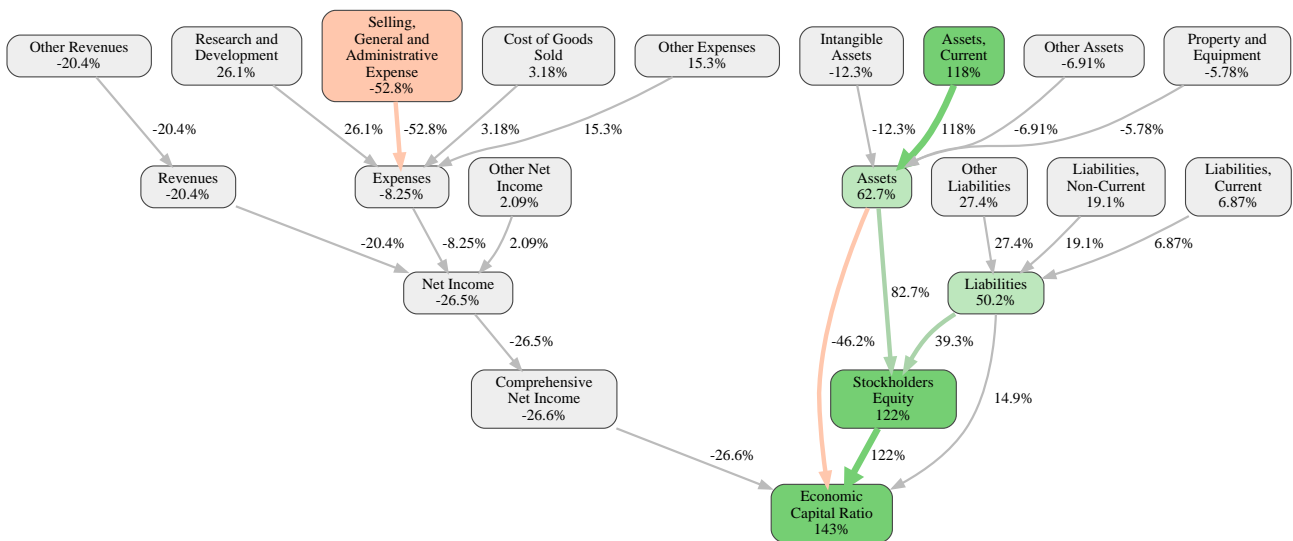 Other Revenues
-20.4%
Research and
Development
26.1%
Selling,
General and
Administrative
Expense
-52.8%
Cost of Goods
Sold
3.18%
Other Expenses
15.3%
Intangible
Assets
-12.3%
Assets,
Current
118%
Other Assets
-6.91%
Property and
Equipment
-5.78%
-20.4%
26.1%
-52.8%
3.18%
15.3%
-12.3%
118%
-6.91%
-5.78%
Revenues
-20.4%
Expenses
-8.25%
Other Net
Income
2.09%
Assets
62.7%
Other
Liabilities
27.4%
Liabilities,
Non-Current
19.1%
Liabilities,
Current
6.87%
-20.4%
-8.25%
2.09%
27.4%
19.1%
6.87%
Net Income
-26.5%
82.7%
Liabilities
50.2%
-26.5%
-46.2%
39.3%
Comprehensive
Net Income
-26.6%
Stockholders
Equity
122%
14.9%
-26.6%
122%
Economic
Capital Ratio
143%